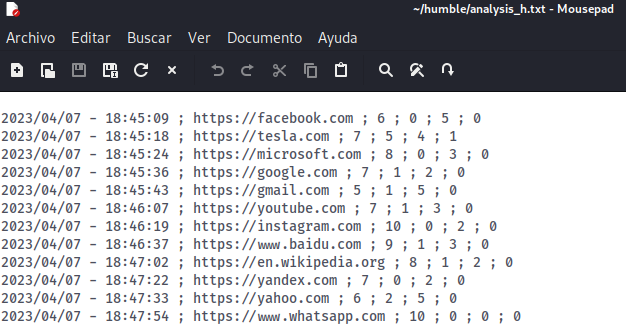 ~/humble/analysis_h.txt - Mousepad
Archivo Editar Buscar Ver Documento Ayuda
2023/04/07 - 18:45:09 ; https://facebook.com ; 6 ; 0 ; 5 ; 0
2023/04/07 - 18:45:18 ; https://tesla.com ; 7 ; 5 ; 4 ; 1
2023/04/07 - 18:45:24 ; https://microsoft.com ; 8 ; 0 ; 3 ; 0
2023/04/07 - 18:45:36 ; https://google.com ; 7 ; 1 ; 2 ; 0
2023/04/07 - 18:45:43 ; https://gmail.com ; 5 ; 1 ; 5 ; 0
2023/04/07 - 18:46:07 ; https://youtube.com ; 7 ; 1 ; 3 ; 0
2023/04/07 - 18:46:19 ; https://instagram.com ; 10 ; 0 ; 2 ; 0
2023/04/07 - 18:46:37 ; https://www.baidu.com ; 9 ; 1 ; 3 ; 0
2023/04/07 - 18:47:02 ; https://en.wikipedia.org ; 8 ; 1 ; 2 ; 0
2023/04/07 - 18:47:22 ; https://yandex.com ; 7 ; 0 ; 2 ; 0
2023/04/07 - 18:47:33 ; https://yahoo.com ; 6 ; 2 ; 5 ; 0
2023/04/07 - 18:47:54 ; https://www.whatsapp.com ; 10 ; 0 ; 0 ; 0